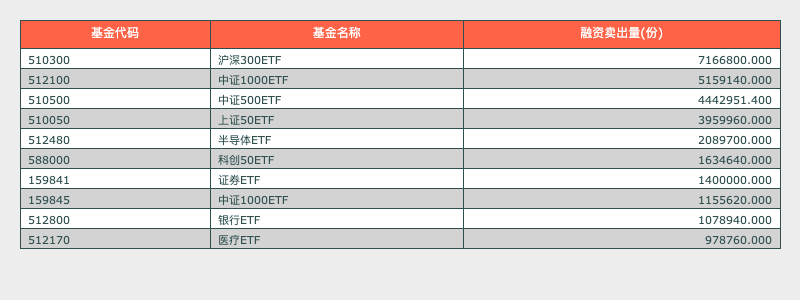 基金代码 基金名称 融资卖出量(份)
510300 沪深300ETF 7166800.000
512100 中证1000ETF 5159140.000
510500 中证500ETF 4442951.400
510050 上证50ETF 3959960.000
512480 半导体ETF 2089700.000
588000 科创50ETF 1634640.000
159841 证券ETF 1400000.000
159845 中证1000ETF 1155620.000
512800 银行ETF 1078940.000
512170 医疗ETF 978760.000